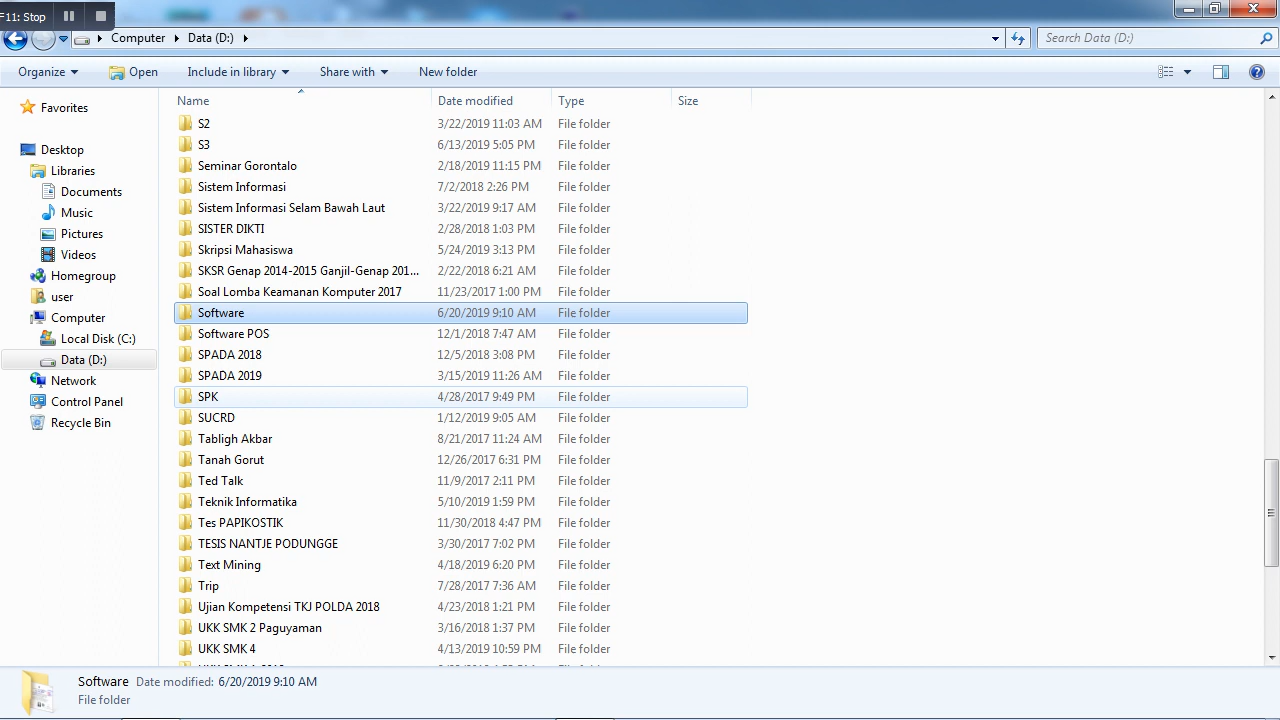 F11: Stop
Computer Data (D:)
Search Data (D:)
Organize Open Include in library Share with New folder
Name Date modified Type Size
Favorites
Desktop
Libraries
Documents
Music
Pictures
Videos
Homegroup
user
Computer
Local Disk (C:)
Data (D:)
Network
Control Panel
Recycle Bin
S2 3/22/2019 11:03 AM File folder
S3 6/13/2019 5:05 PM File folder
Seminar Gorontalo 2/18/2019 11:15 PM File folder
Sistem Informasi 7/2/2018 2:26 PM File folder
Sistem Informasi Selam Bawah Laut 3/22/2019 9:17 AM File folder
SISTER DIKTI 2/28/2018 1:03 PM File folder
Skripsi Mahasiswa 5/24/2019 3:13 PM File folder
SKSR Genap 2014-2015 Ganjil-Genap 201... 2/22/2018 6:21 AM File folder
Soal Lomba Keamanan Komputer 2017 11/23/2017 1:00 PM File folder
Software 6/20/2019 9:10 AM File folder
Software POS 12/1/2018 7:47 AM File folder
SPADA 2018 12/5/2018 3:08 PM File folder
SPADA 2019 3/15/2019 11:26 AM File folder
SPK 4/28/2017 9:49 PM File folder
SUCRD 1/12/2019 9:05 AM File folder
Tabligh Akbar 8/21/2017 11:24 AM File folder
Tanah Gorut 12/26/2017 6:31 PM File folder
Ted Talk 11/9/2017 2:11 PM File folder
Teknik Informatika 5/10/2019 1:59 PM File folder
Tes PAPIKOSTIK 11/30/2018 4:47 PM File folder
TESIS NANTJE PODUNGGE 3/30/2017 7:02 PM File folder
Text Mining 4/18/2019 6:20 PM File folder
Trip 7/28/2017 7:36 AM File folder
Ujian Kompetensi TKJ POLDA 2018 4/23/2018 1:21 PM File folder
UKK SMK 2 Paguyaman 3/16/2018 1:37 PM File folder
UKK SMK 4 4/13/2019 10:59 PM File folder
Software Date modified: 6/20/2019 9:10 AM
File folder